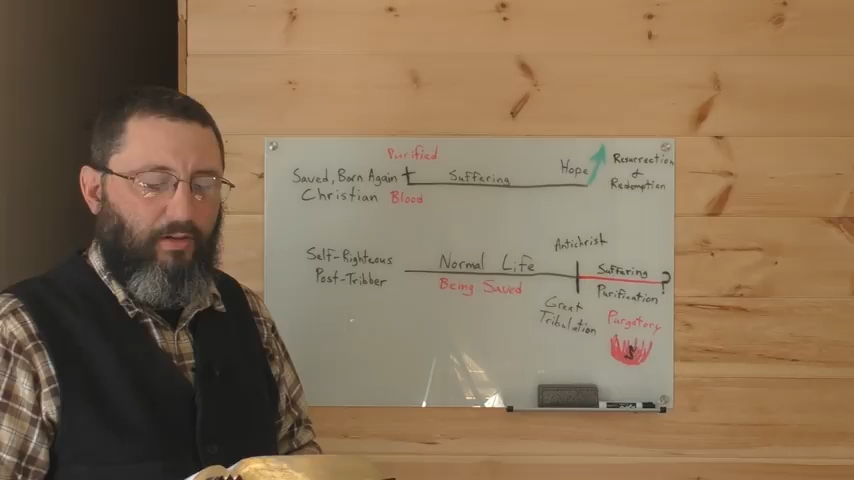 Purified
Saved, Born Again
Suffering
Hope
Resurrection
&
Redemption
Christian
Blood
Self-Righteous
Post-Tribber
Normal Life
Being Saved
Antichrist
Great
Tribulation
Suffering ?
Purification
Purgatory